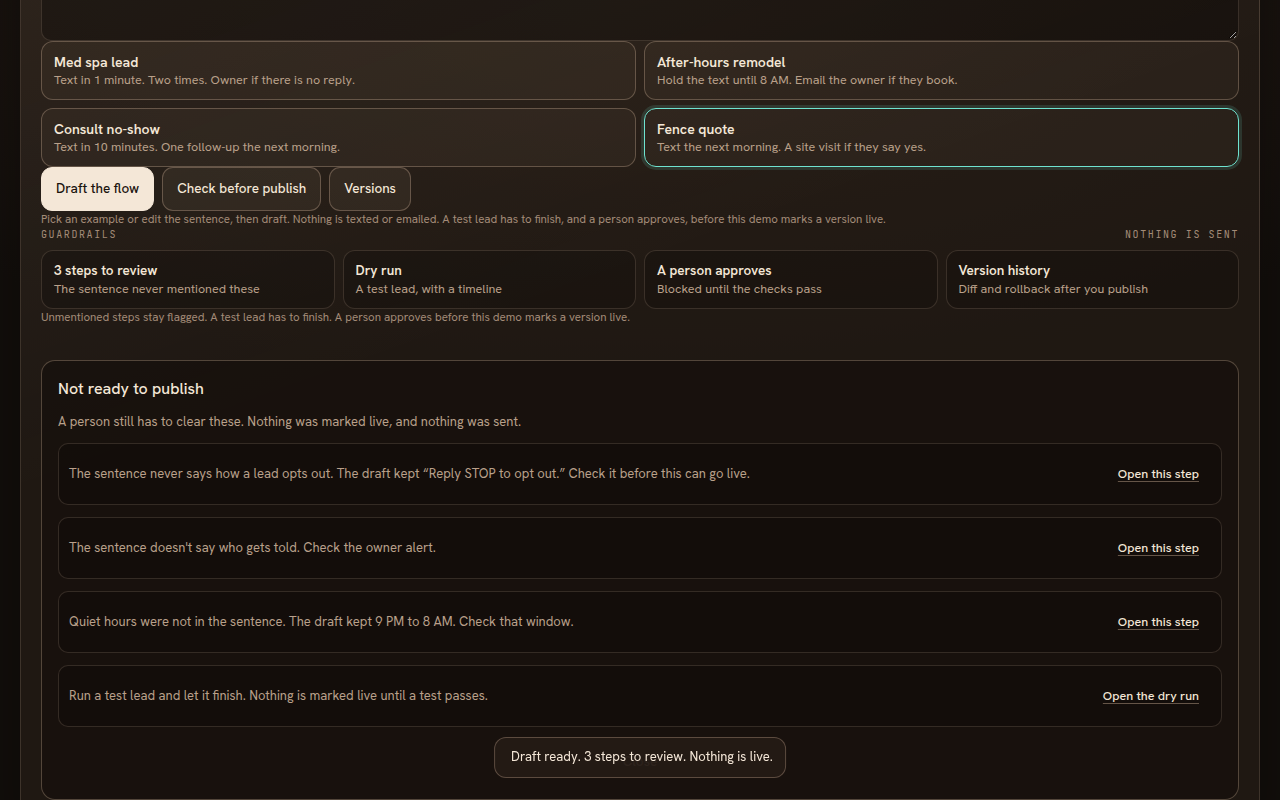 Med spa lead
Text in 1 minute. Two times. Owner if there is no reply.
After-hours remodel
Hold the text until 8 AM. Email the owner if they book.
Consult no-show
Text in 10 minutes. One follow-up the next morning.
Fence quote
Text the next morning. A site visit if they say yes.
Draft the flow
Check before publish
Versions
Pick an example or edit the sentence, then draft. Nothing is texted or emailed. A test lead has to finish, and a person approves, before this demo marks a version live.
GUARDRAILS
NOTHING IS SENT
3 steps to review
The sentence never mentioned these
Dry run
A test lead, with a timeline
A person approves
Blocked until the checks pass
Version history
Diff and rollback after you publish
Unmentioned steps stay flagged. A test lead has to finish. A person approves before this demo marks a version live.
Not ready to publish
A person still has to clear these. Nothing was marked live, and nothing was sent.
The sentence never says how a lead opts out. The draft kept “Reply STOP to opt out.” Check it before this can go live.
Open this step
The sentence doesn't say who gets told. Check the owner alert.
Open this step
Quiet hours were not in the sentence. The draft kept 9 PM to 8 AM. Check that window.
Open this step
Run a test lead and let it finish. Nothing is marked live until a test passes.
Open the dry run
Draft ready. 3 steps to review. Nothing is live.